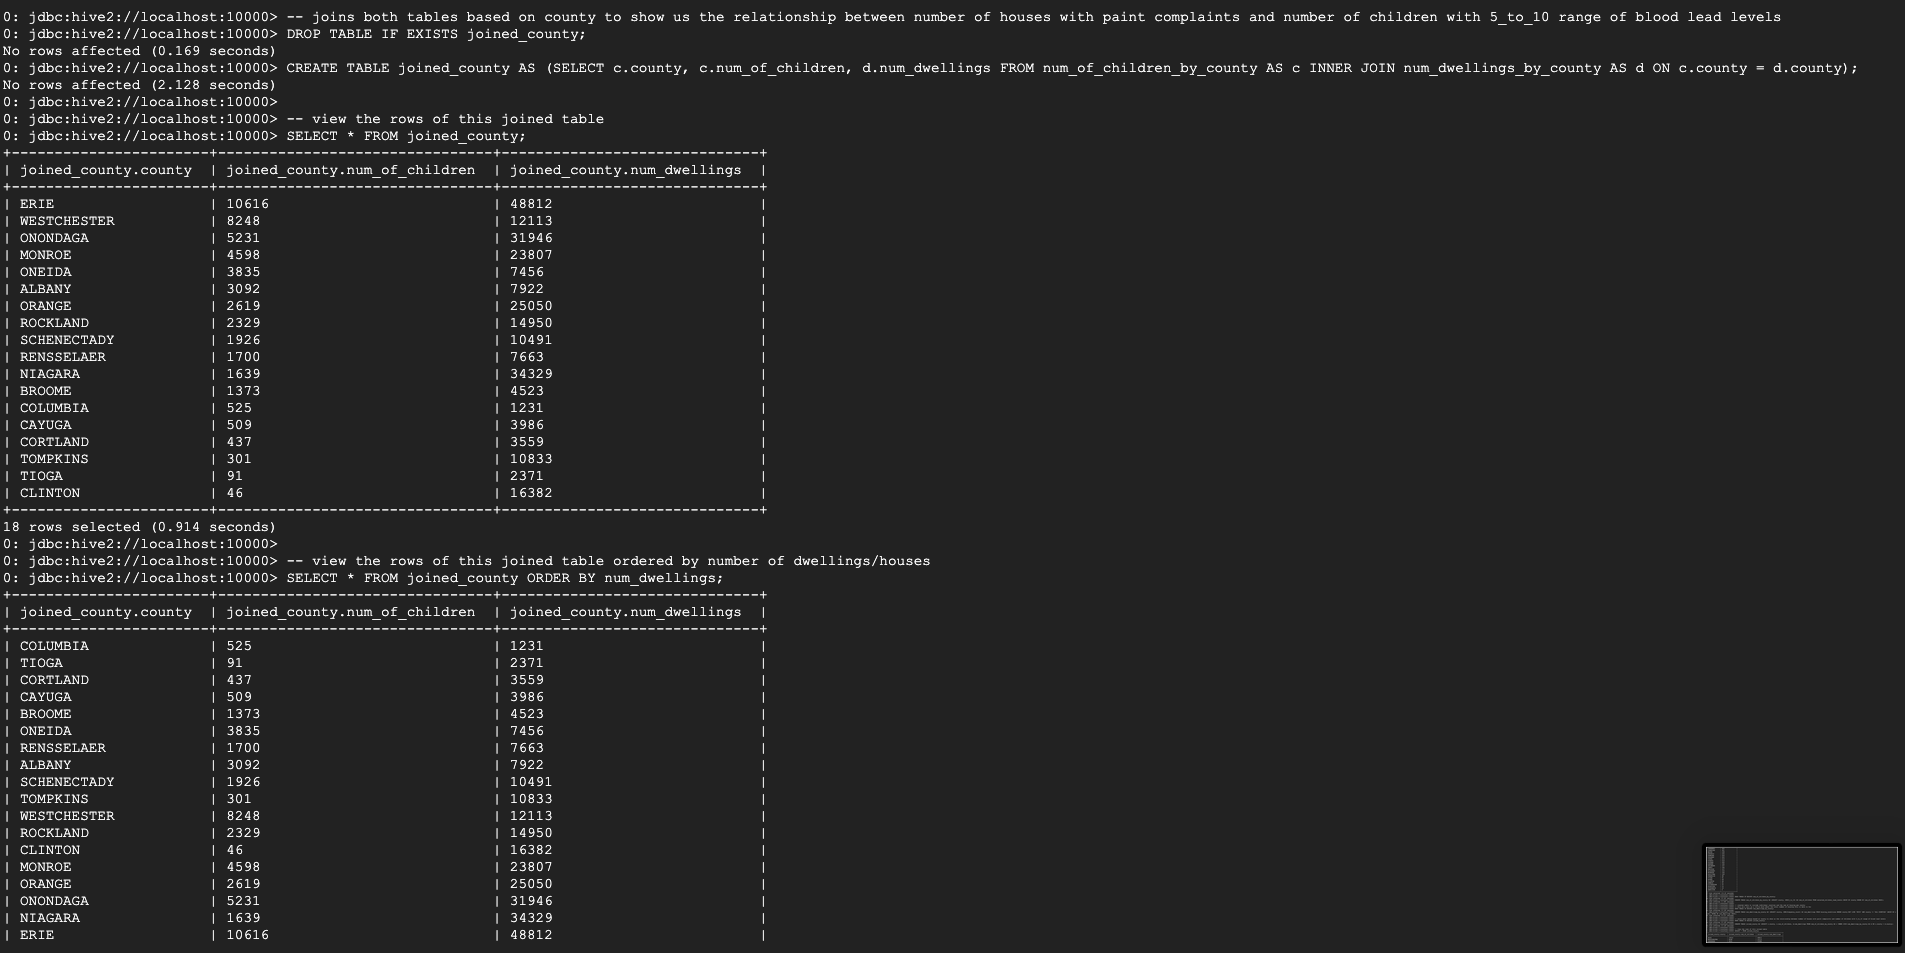 0: jdbc:hive2://localhost:10000> -- joins both tables based on county to show us the relationship between number of houses with paint complaints and number of children with 5_to_10 range of blood lead levels
0: jdbc:hive2://localhost:10000> DROP TABLE IF EXISTS joined_county;
No rows affected (0.169 seconds)
0: jdbc:hive2://localhost:10000> CREATE TABLE joined_county AS (SELECT c.county, c.num_of_children, d.num_dwellings FROM num_of_children_by_county AS c INNER JOIN num_dwellings_by_county AS d ON c.county = d.county);
No rows affected (2.128 seconds)
0: jdbc:hive2://localhost:10000>
0: jdbc:hive2://localhost:10000> -- view the rows of this joined table
0: jdbc:hive2://localhost:10000> SELECT * FROM joined_county;
+-----------------------+--------------------------------+------------------------------+
| joined_county.county  | joined_county.num_of_children  | joined_county.num_dwellings  |
+-----------------------+--------------------------------+------------------------------+
| ERIE                  | 10616                          | 48812                        |
| WESTCHESTER           | 8248                           | 12113                        |
| ONONDAGA              | 5231                           | 31946                        |
| MONROE                | 4598                           | 23807                        |
| ONEIDA                | 3835                           | 7456                         |
| ALBANY                | 3092                           | 7922                         |
| ORANGE                | 2619                           | 25050                        |
| ROCKLAND              | 2329                           | 14950                        |
| SCHENECTADY           | 1926                           | 10491                        |
| RENSSELAER            | 1700                           | 7663                         |
| NIAGARA               | 1639                           | 34329                        |
| BROOME                | 1373                           | 4523                         |
| COLUMBIA              | 525                            | 1231                         |
| CAYUGA                | 509                            | 3986                         |
| CORTLAND              | 437                            | 3559                         |
| TOMPKINS              | 301                            | 10833                        |
| TIOGA                 | 91                             | 2371                         |
| CLINTON               | 46                             | 16382                        |
+-----------------------+--------------------------------+------------------------------+
18 rows selected (0.914 seconds)
0: jdbc:hive2://localhost:10000>
0: jdbc:hive2://localhost:10000> -- view the rows of this joined table ordered by number of dwellings/houses
0: jdbc:hive2://localhost:10000> SELECT * FROM joined_county ORDER BY num_dwellings;
+-----------------------+--------------------------------+------------------------------+
| joined_county.county  | joined_county.num_of_children  | joined_county.num_dwellings  |
+-----------------------+--------------------------------+------------------------------+
| COLUMBIA              | 525                            | 1231                         |
| TIOGA                 | 91                             | 2371                         |
| CORTLAND              | 437                            | 3559                         |
| CAYUGA                | 509                            | 3986                         |
| BROOME                | 1373                           | 4523                         |
| ONEIDA                | 3835                           | 7456                         |
| RENSSELAER            | 1700                           | 7663                         |
| ALBANY                | 3092                           | 7922                         |
| SCHENECTADY           | 1926                           | 10491                        |
| TOMPKINS              | 301                            | 10833                        |
| WESTCHESTER           | 8248                           | 12113                        |
| ROCKLAND              | 2329                           | 14950                        |
| CLINTON               | 46                             | 16382                        |
| MONROE                | 4598                           | 23807                        |
| ORANGE                | 2619                           | 25050                        |
| ONONDAGA              | 5231                           | 31946                        |
| NIAGARA               | 1639                           | 34329                        |
| ERIE                  | 10616                          | 48812                        |